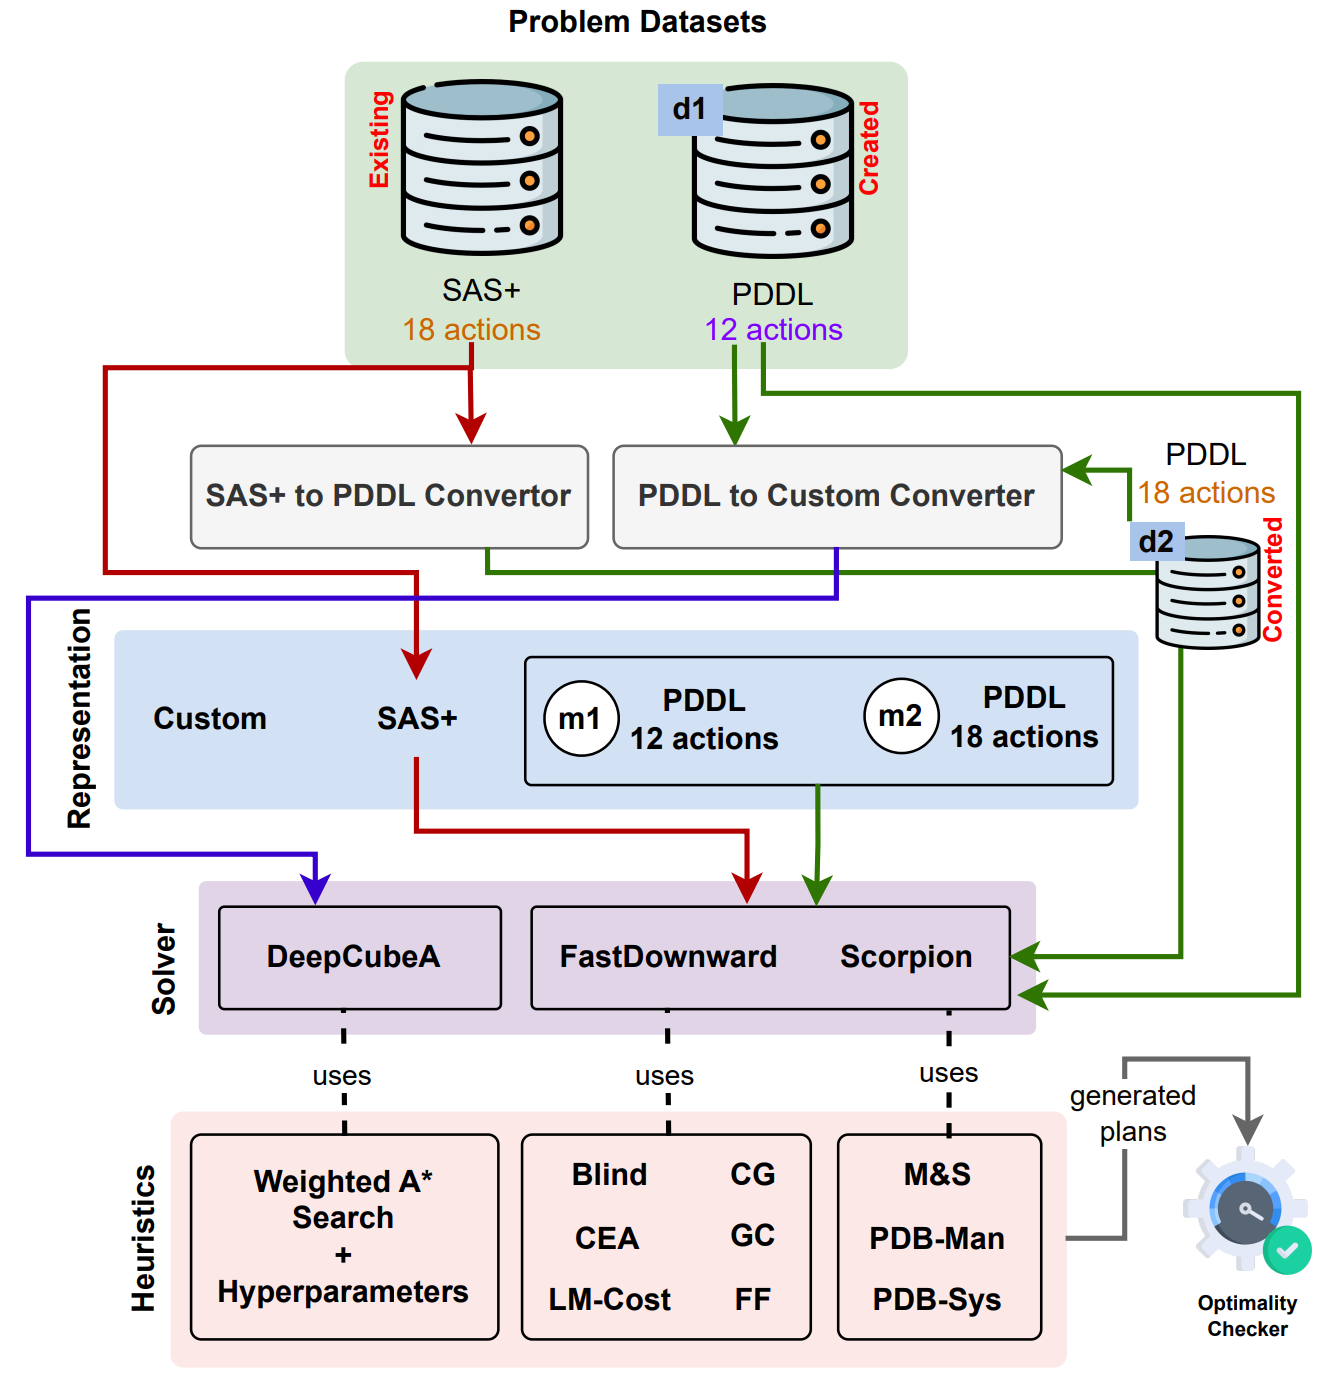 Problem Datasets
Existing
d1
Created
SAS+
18 actions
PDDL
12 actions
SAS+ to PDDL Convertor
PDDL to Custom Converter
PDDL
18 actions
d2
Converted
Representation
Custom
SAS+
m1
PDDL
12 actions
m2
PDDL
18 actions
Solver
DeepCubeA
FastDownward
Scorpion
uses
uses
uses
Heuristics
Weighted A*
Search
+
Hyperparameters
Blind
CG
CEA
GC
LM-Cost
FF
M&S
PDB-Man
PDB-Sys
generated
plans
Optimality
Checker